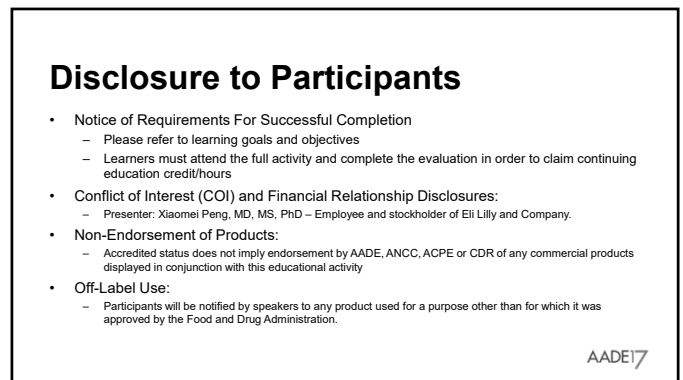 Disclosure to Participants
• Notice of Requirements For Successful Completion
– Please refer to learning goals and objectives
– Learners must attend the full activity and complete the evaluation in order to claim continuing
education credit/hours
• Conflict of Interest (COI) and Financial Relationship Disclosures:
– Presenter: Xiaomei Peng, MD, MS, PhD – Employee and stockholder of Eli Lilly and Company.
• Non-Endorsement of Products:
– Accredited status does not imply endorsement by AADE, ANCC, ACPE or CDR of any commercial products
displayed in conjunction with this educational activity
• Off-Label Use:
– Participants will be notified by speakers to any product used for a purpose other than for which it was
approved by the Food and Drug Administration.
AADE17